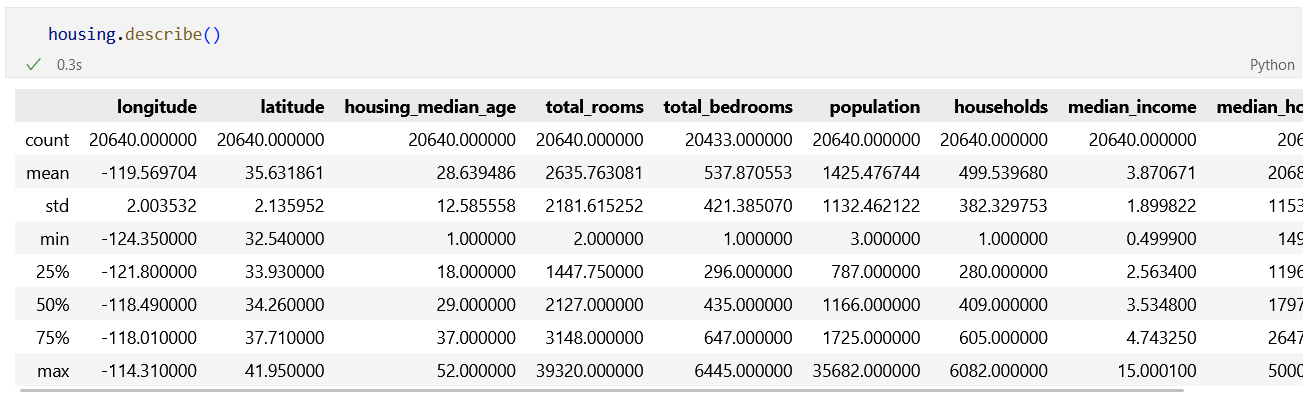 housing.describe()
0.3s Python
longitude latitude housing_median_age total_rooms total_bedrooms population households median_income median_ho
count 20640.000000 20640.000000 20640.000000 20640.000000 20433.000000 20640.000000 20640.000000 20640.000000 206
mean -119.569704 35.631861 28.639486 2635.763081 537.870553 1425.476744 499.539680 3.870671 2068
std 2.003532 2.135952 12.585558 2181.615252 421.385070 1132.462122 382.329753 1.899822 1153
min -124.350000 32.540000 1.000000 2.000000 1.000000 3.000000 1.000000 0.499900 149
25% -121.800000 33.930000 18.000000 1447.750000 296.000000 787.000000 280.000000 2.563400 1196
50% -118.490000 34.260000 29.000000 2127.000000 435.000000 1166.000000 409.000000 3.534800 1797
75% -118.010000 37.710000 37.000000 3148.000000 647.000000 1725.000000 605.000000 4.743250 2647
max -114.310000 41.950000 52.000000 39320.000000 6445.000000 35682.000000 6082.000000 15.000100 5000